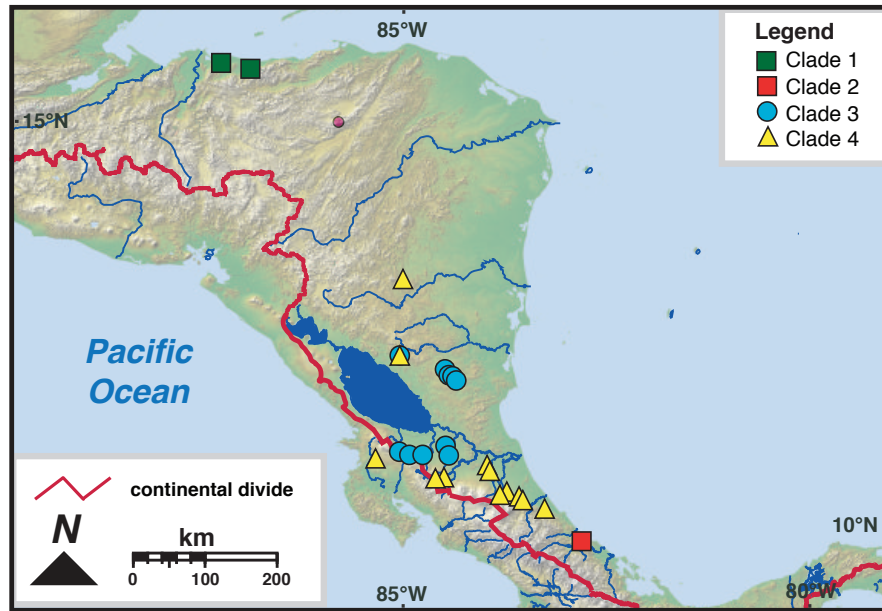 85°W
Legend
Clade 1
Clade 2
Clade 3
Clade 4
15°N
Pacific
Ocean
continental divide
N
km
0 100 200
10°N
85°W
80°W